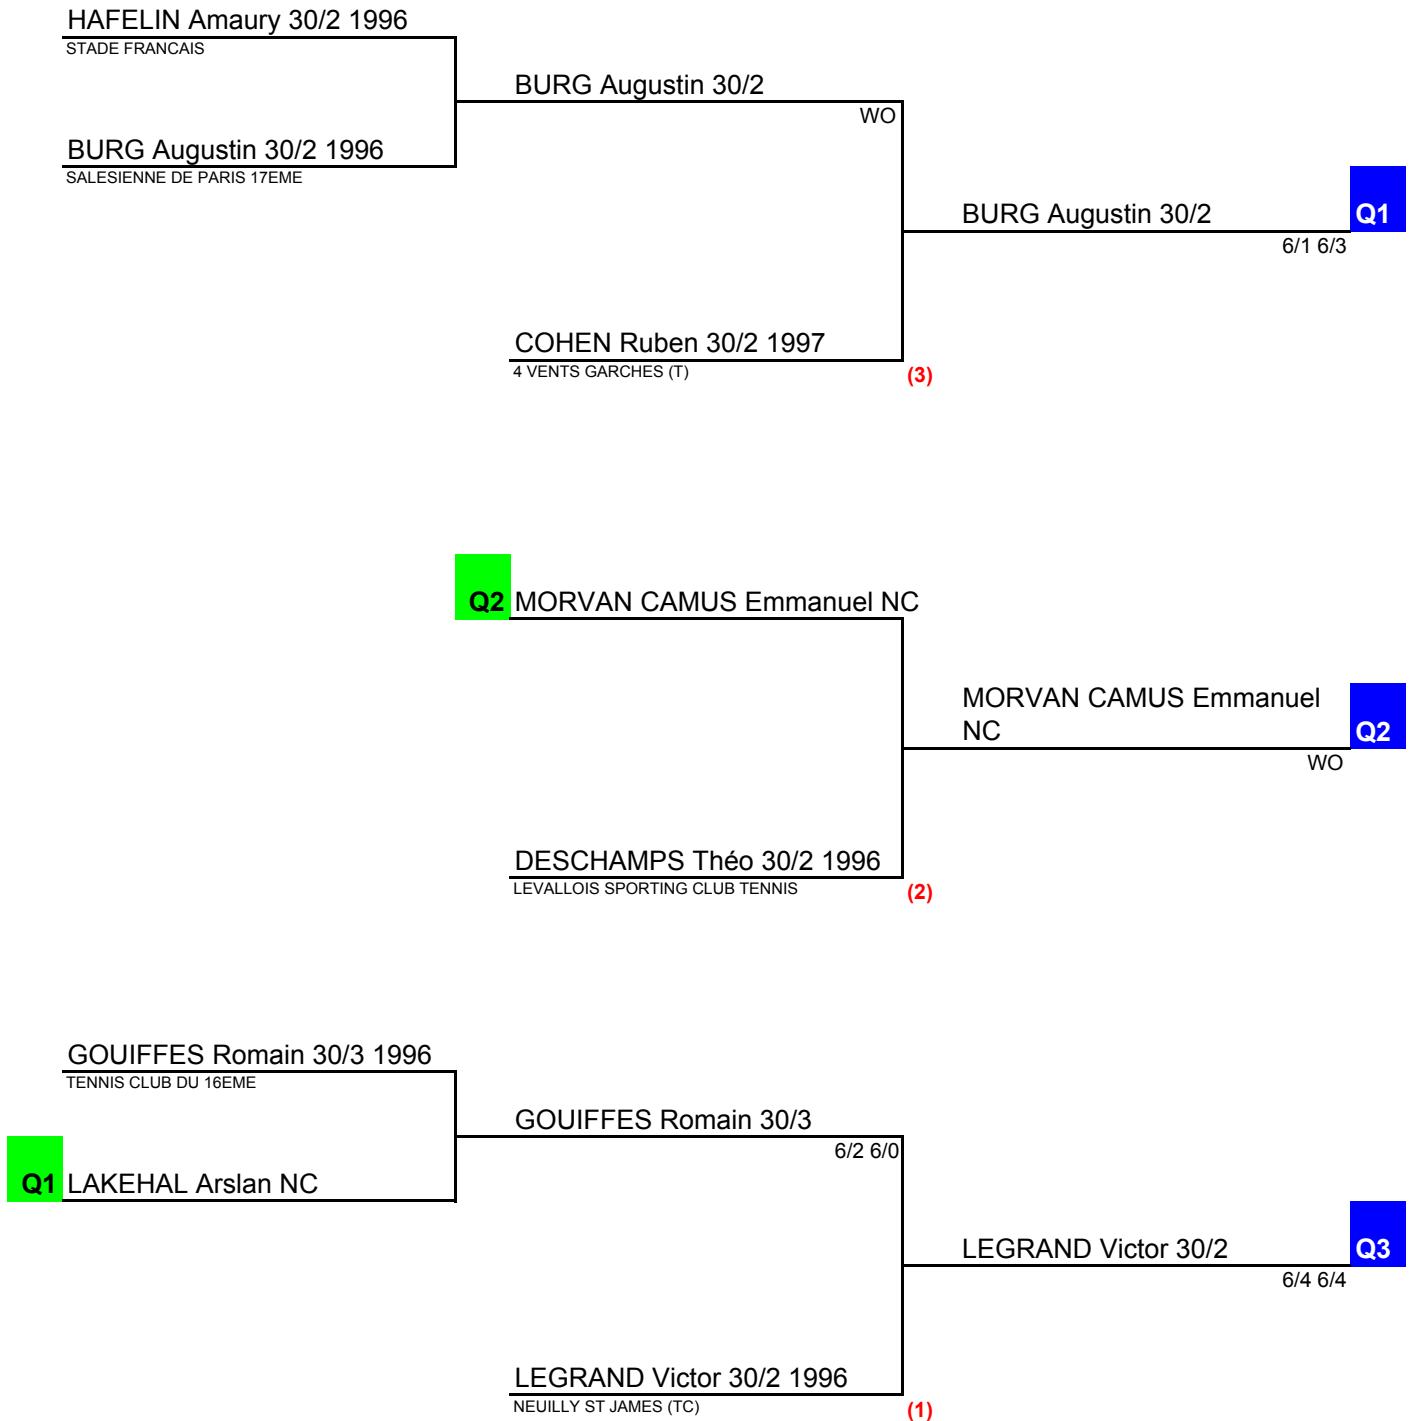 HAFELIN Amaury 30/2 1996
STADE FRANCAIS
BURG Augustin 30/2
WO
BURG Augustin 30/2 1996
SALESIENNE DE PARIS 17EME
BURG Augustin 30/2
Q1
6/1 6/3
COHEN Ruben 30/2 1997
4 VENTS GARCHES (T)
(3)
Q2 MORVAN CAMUS Emmanuel NC
MORVAN CAMUS Emmanuel
NC
Q2
WO
DESCHAMPS Théo 30/2 1996
LEVALLOIS SPORTING CLUB TENNIS
(2)
GOUIFFES Romain 30/3 1996
TENNIS CLUB DU 16EME
GOUIFFES Romain 30/3
6/2 6/0
Q1 LAKEHAL Arslan NC
LEGRAND Victor 30/2
Q3
6/4 6/4
LEGRAND Victor 30/2 1996
NEUILLY ST JAMES (TC)
(1)